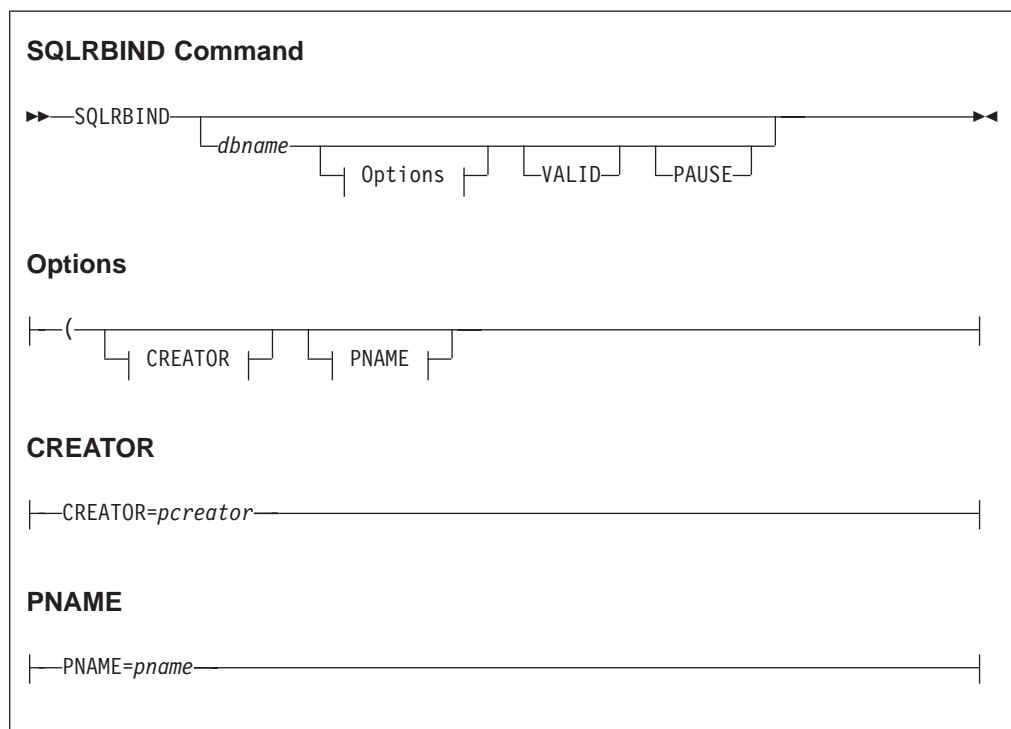 SQLRBIND Command
SQLRBIND
dbname
Options VALID PAUSE
Options
(
CREATOR PNAME
CREATOR
CREATOR=pcreator
PNAME
PNAME=pname